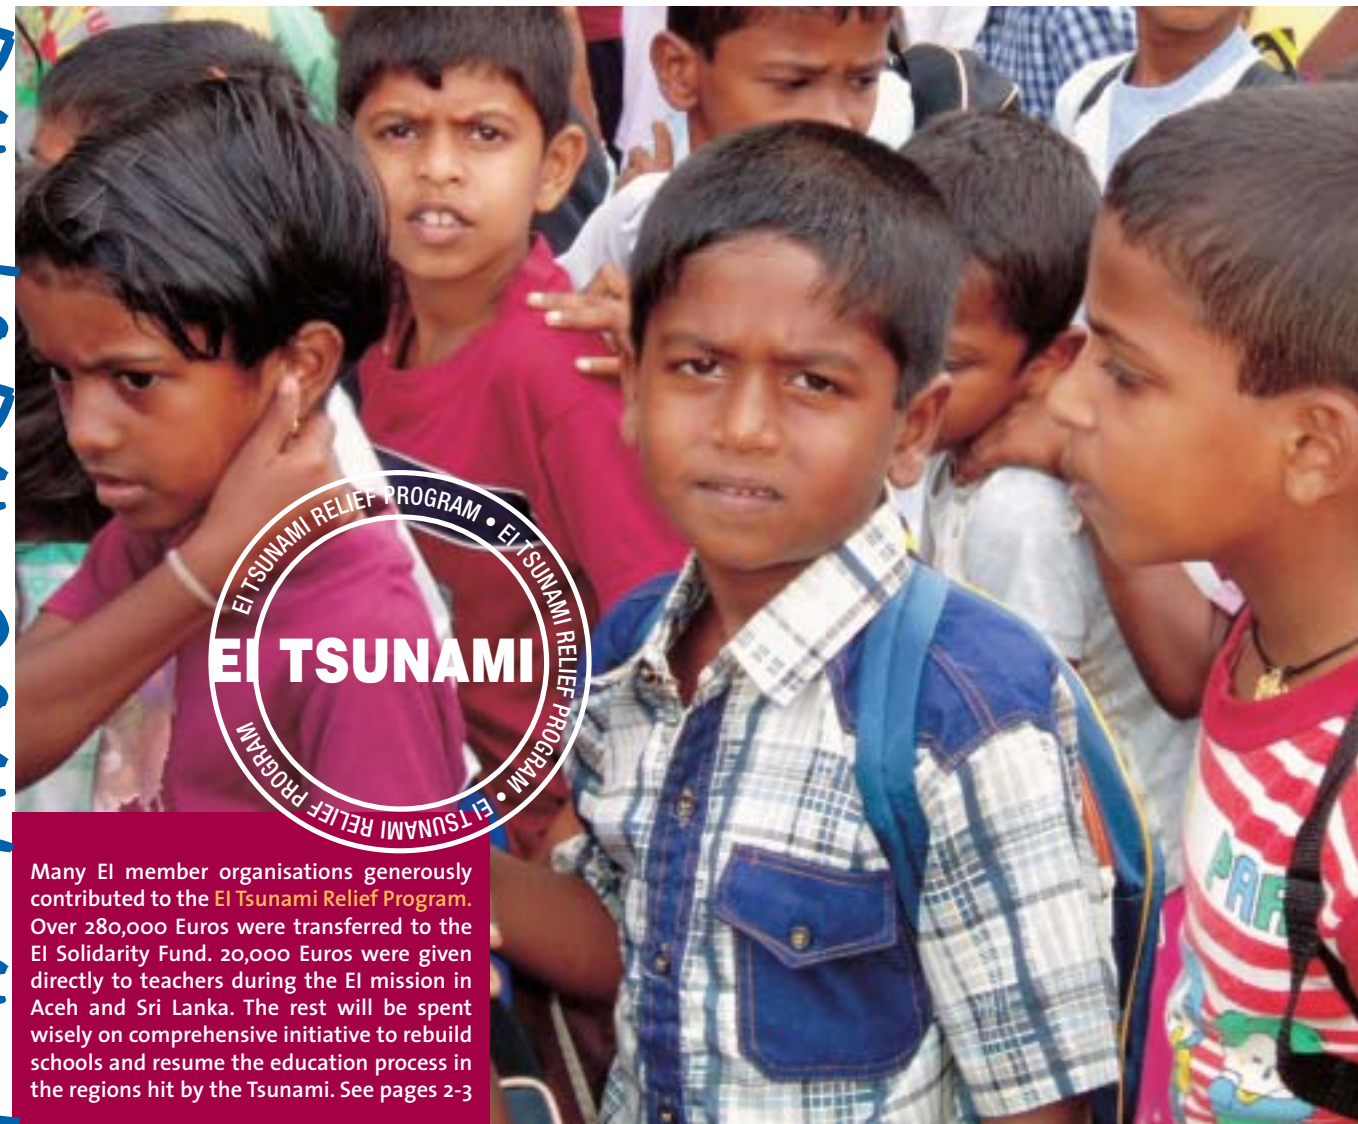 EI TSUNAMI RELIEF PROGRAM • EI TSUNAMI RELIEF PROGRAM • EI TSUNAMI RELIEF PROGRAM
EI TSUNAMI
Many EI member organisations generously
contributed to the EI Tsunami Relief Program.
Over 280,000 Euros were transferred to the
EI Solidarity Fund. 20,000 Euros were given
directly to teachers during the EI mission in
Aceh and Sri Lanka. The rest will be spent
wisely on comprehensive initiative to rebuild
schools and resume the education process in
the regions hit by the Tsunami. See pages 2-3